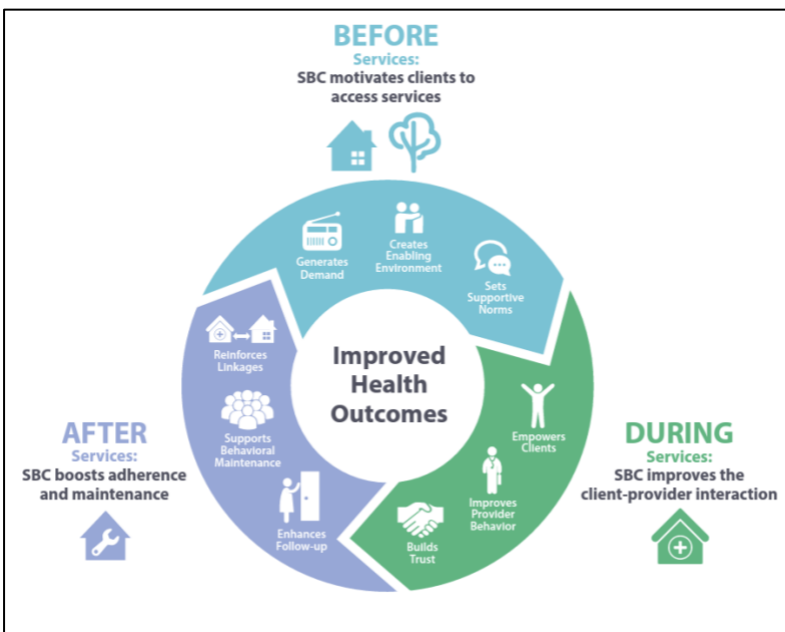 BEFORE
Services:
SBC motivates clients to
access services
Generates
Demand
Creates
Enabling
Environment
Sets
Supportive
Norms
Improved
Health
Outcomes
Empowers
Clients
Improves
Provider
Behavior
Builds
Trust
DURING
Services:
SBC improves the
client-provider interaction
Enhances
Follow-up
Supports
Behavioral
Maintenance
Reinforces
Linkages
AFTER
Services:
SBC boosts adherence
and maintenance